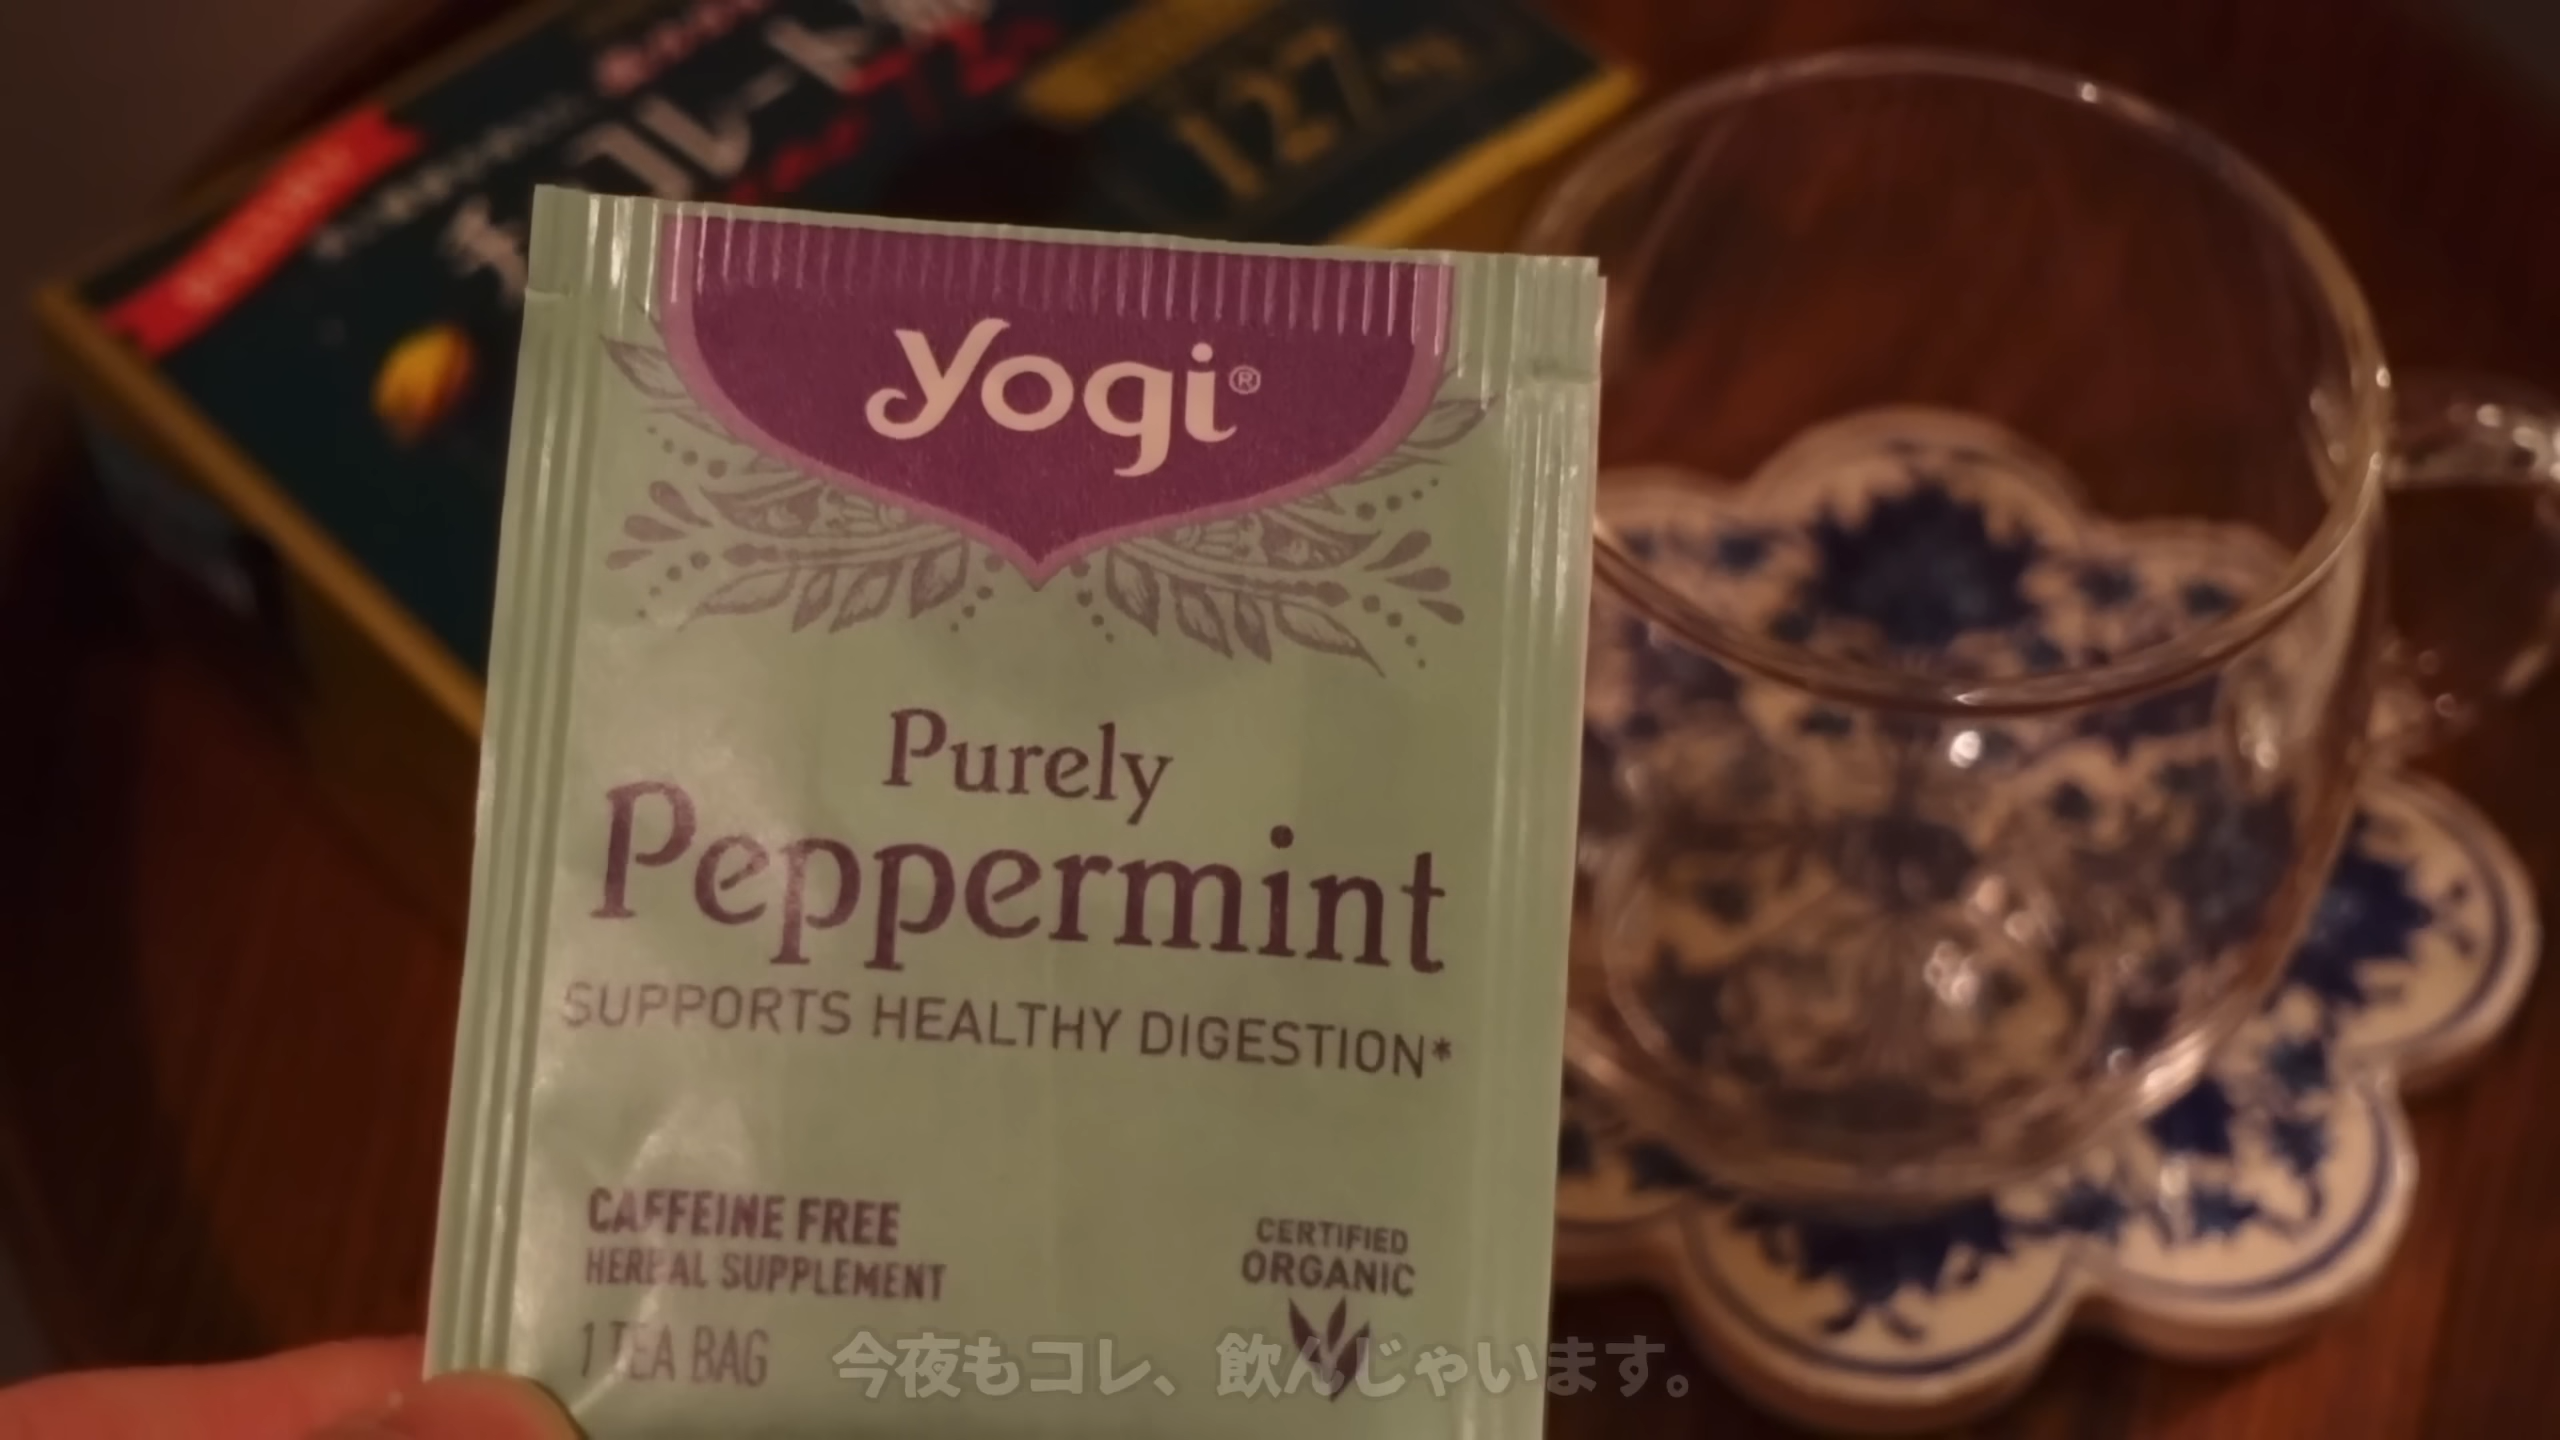 127
yogi®
Purely
Peppermint
SUPPORTS HEALTHY DIGESTION*
CAFFEINE FREE
HERBAL SUPPLEMENT
1 TEA BAG
CERTIFIED
ORGANIC
今夜もコレ、飲んじゃいます。